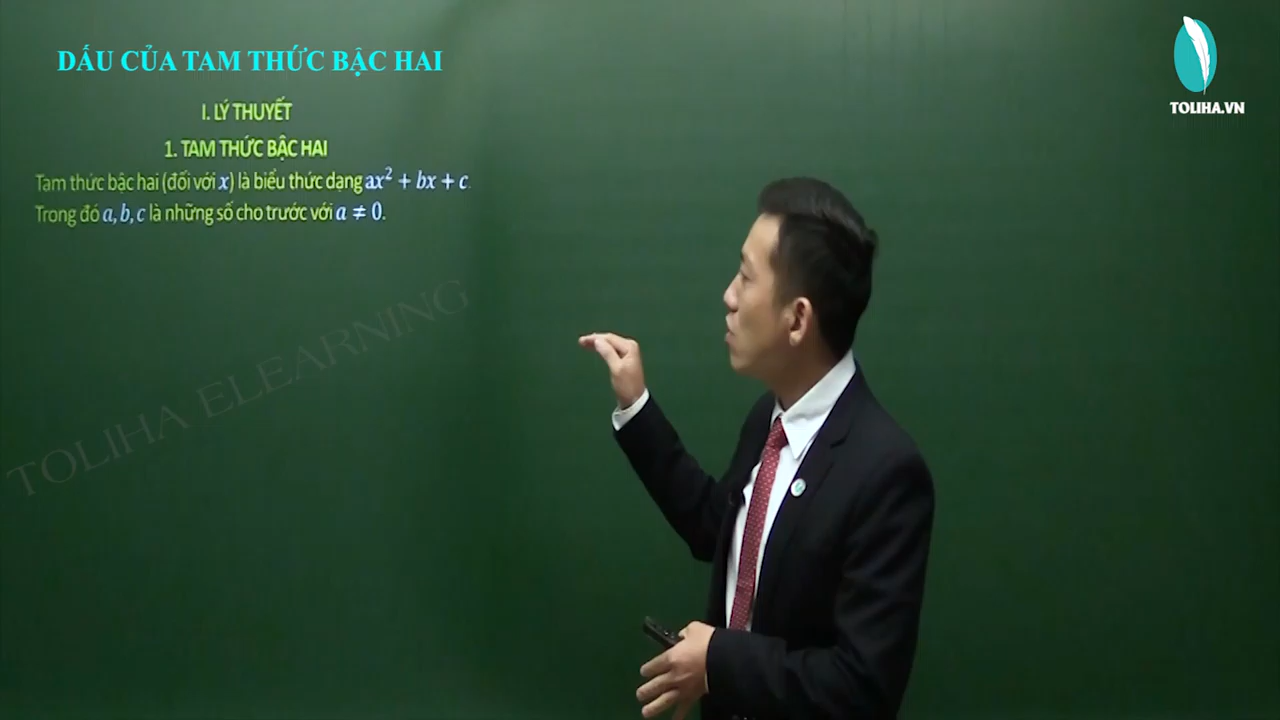 DẤU CỦA TAM THỨC BẬC HAI
TOLIHA.VN
I. LÝ THUYẾT
1. TAM THỨC BẬC HAI
Tam thức bậc hai (đối với x) là biểu thức dạng ax² + bx + c.
Trong đó a, b, c là những số cho trước với a ≠ 0.
TOLIHA ELEARNING